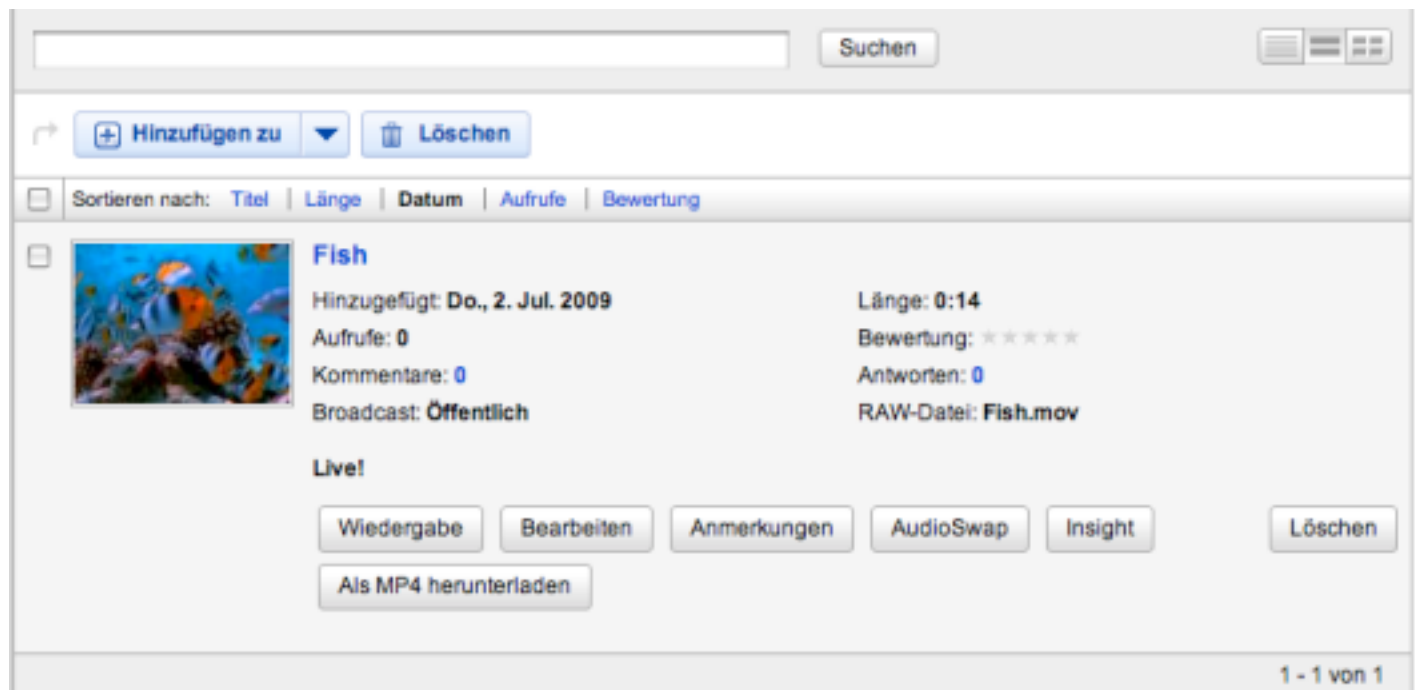 Suchen
Hinzufügen zu Löschen
Sortieren nach: Titel | Länge | Datum | Aufrufe | Bewertung
Fish
Hinzugefügt: Do., 2. Jul. 2009 Länge: 0:14
Aufrufe: 0 Bewertung:
Kommentare: 0 Antworten: 0
Broadcast: Öffentlich RAW-Datei: Fish.mov
Live!
Wiedergabe Bearbeiten Anmerkungen AudioSwap Insight Löschen
Als MP4 herunterladen
1 - 1 von 1